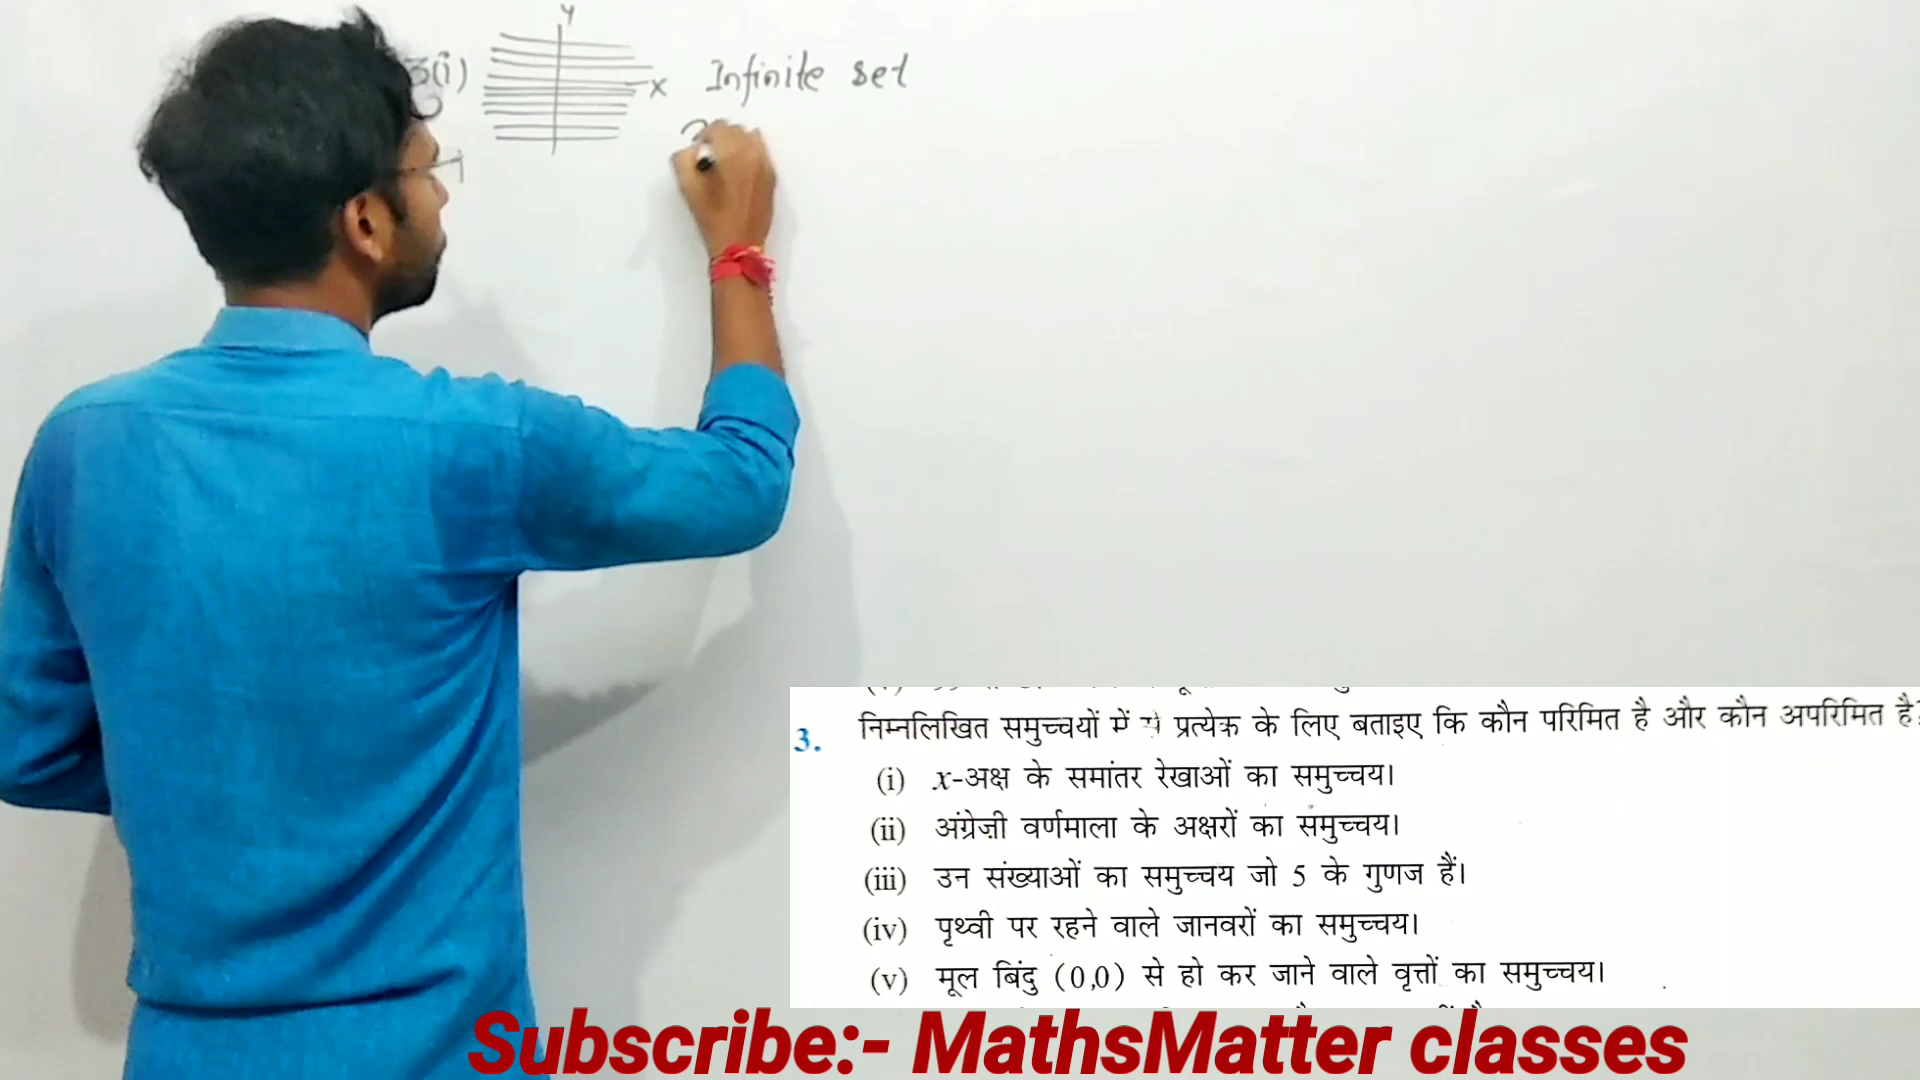 y
3(i)
x Infinite set
3. निम्नलिखित समुच्चयों में से प्रत्येक के लिए बताइए कि कौन परिमित है और कौन अपरिमित है?
(i) x-अक्ष के समांतर रेखाओं का समुच्चय।
(ii) अंग्रेज़ी वर्णमाला के अक्षरों का समुच्चय।
(iii) उन संख्याओं का समुच्चय जो 5 के गुणज हैं।
(iv) पृथ्वी पर रहने वाले जानवरों का समुच्चय।
(v) मूल बिंदु (0,0) से हो कर जाने वाले वृत्तों का समुच्चय।
Subscribe:- MathsMatter classes